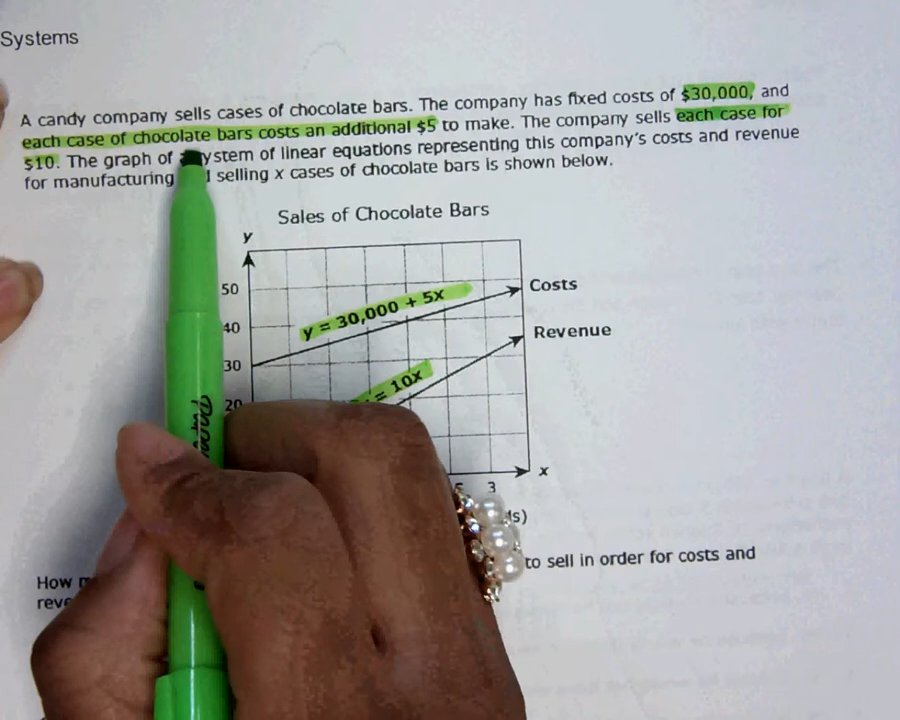 Systems
A candy company sells cases of chocolate bars. The company has fixed costs of $30,000, and
each case of chocolate bars costs an additional $5 to make. The company sells each case for
$10. The graph of system of linear equations representing this company's costs and revenue
for manufacturing selling x cases of chocolate bars is shown below.
Sales of Chocolate Bars
y
50
Costs
y = 30,000 + 5x
40
Revenue
30
= 10x
20
x
3
to sell in order for costs and
How